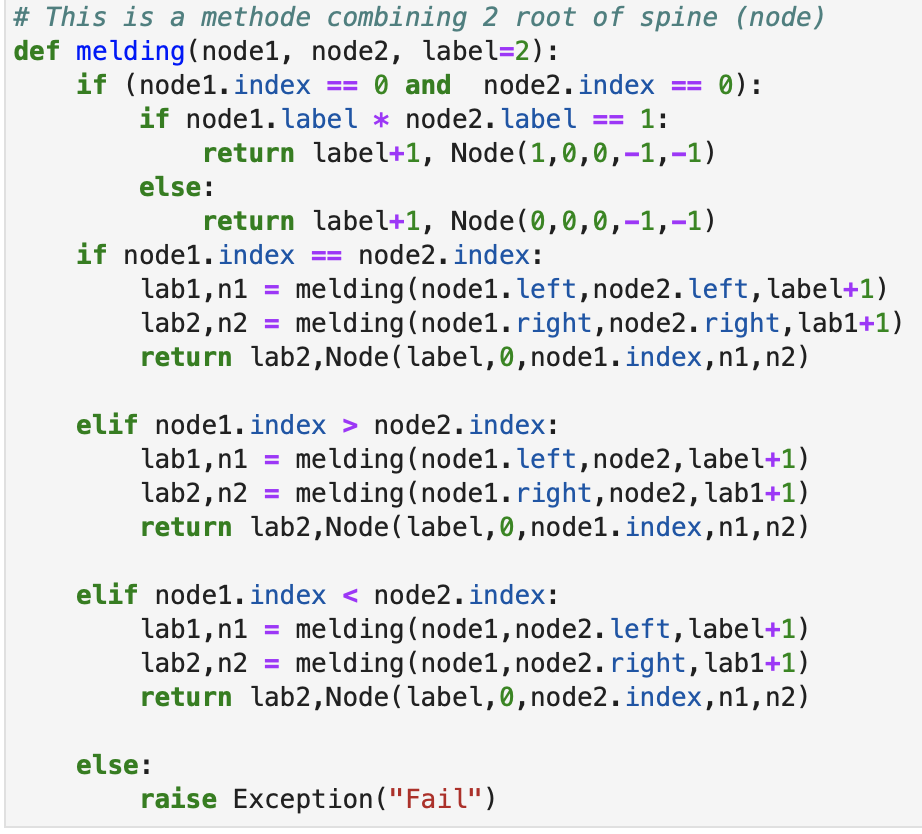 # This is a methode combining 2 root of spine (node)
def melding(node1, node2, label=2):
    if (node1.index == 0 and  node2.index == 0):
        if node1.label * node2.label == 1:
            return label+1, Node(1,0,0,-1,-1)
        else:
            return label+1, Node(0,0,0,-1,-1)
    if node1.index == node2.index:
        lab1,n1 = melding(node1.left,node2.left,label+1)
        lab2,n2 = melding(node1.right,node2.right,lab1+1)
        return lab2,Node(label,0,node1.index,n1,n2)

    elif node1.index > node2.index:
        lab1,n1 = melding(node1.left,node2,label+1)
        lab2,n2 = melding(node1.right,node2,lab1+1)
        return lab2,Node(label,0,node1.index,n1,n2)

    elif node1.index < node2.index:
        lab1,n1 = melding(node1,node2.left,label+1)
        lab2,n2 = melding(node1,node2.right,lab1+1)
        return lab2,Node(label,0,node2.index,n1,n2)

    else:
        raise Exception("Fail")